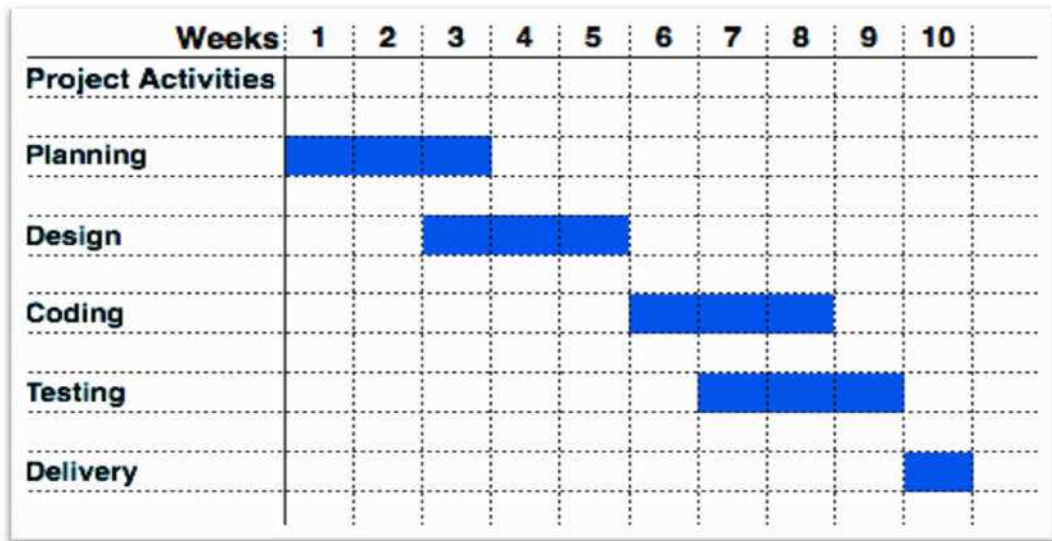 Weeks 1 2 3 4 5 6 7 8 9 10
Project Activities
Planning
Design
Coding
Testing
Delivery